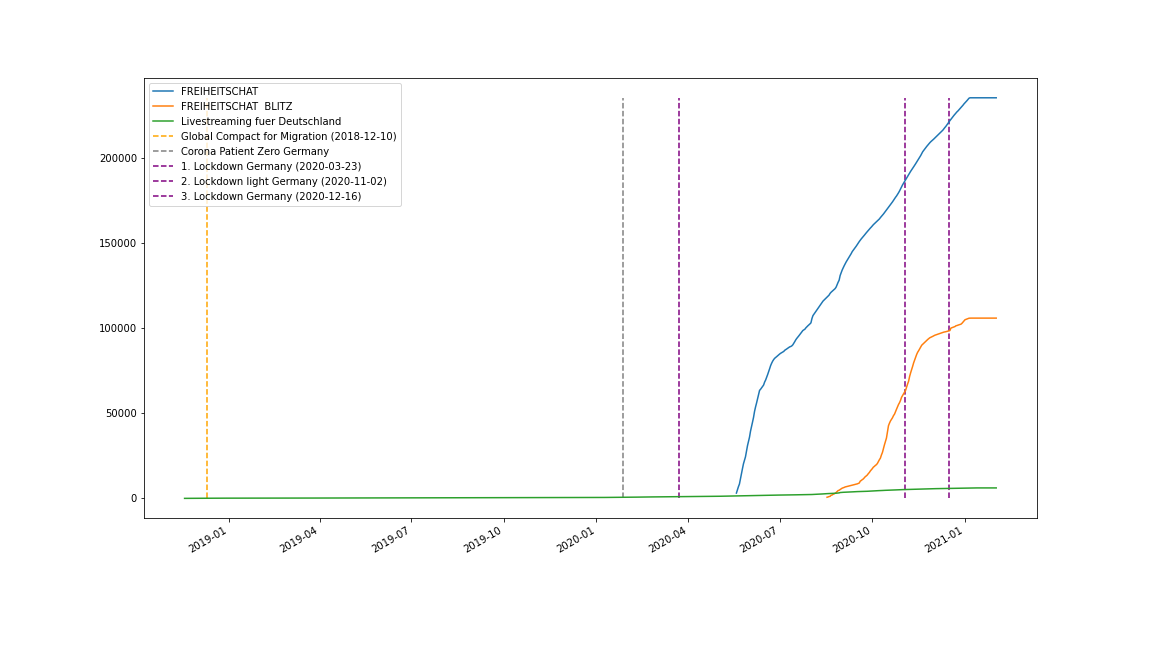 FREIHEITSCHAT
FREIHEITSCHAT  BLITZ
Livestreaming fuer Deutschland
Global Compact for Migration (2018-12-10)
Corona Patient Zero Germany
1. Lockdown Germany (2020-03-23)
2. Lockdown light Germany (2020-11-02)
3. Lockdown Germany (2020-12-16)
200000
150000
100000
50000
0
2019-01
2019-04
2019-07
2019-10
2020-01
2020-04
2020-07
2020-10
2021-01